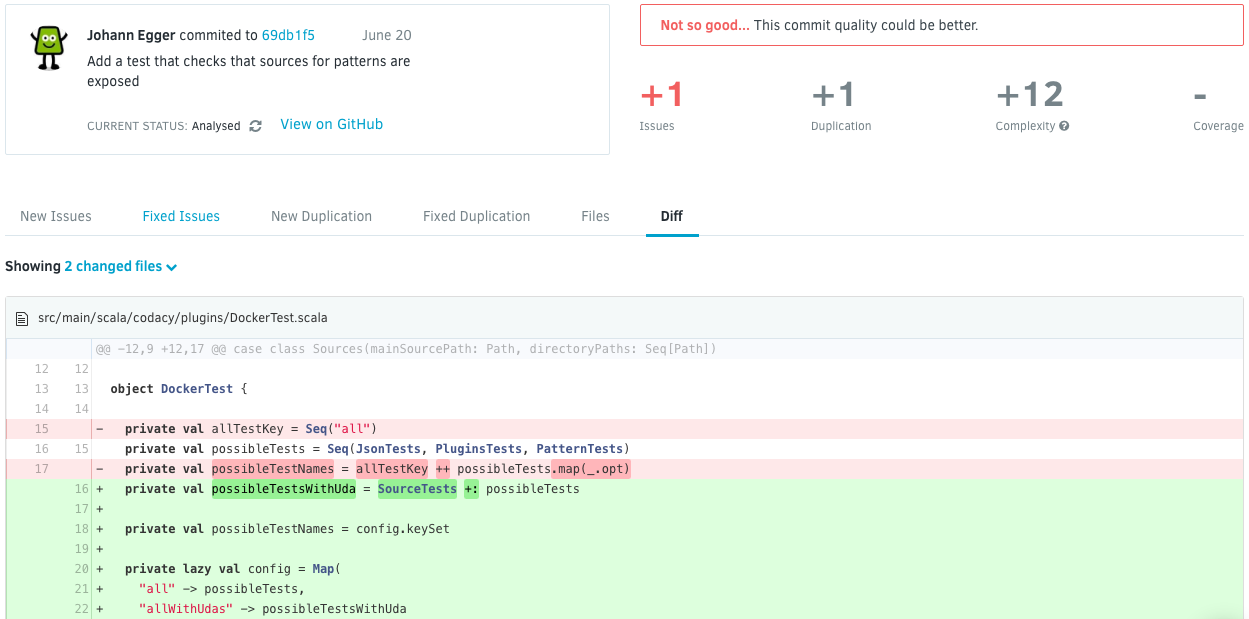 Johann Egger commited to 69db1f5 June 20
Add a test that checks that sources for patterns are
exposed
CURRENT STATUS: Analysed View on GitHub
Not so good... This commit quality could be better.
+1 +1 +12 -
Issues Duplication Complexity ? Coverage
New Issues Fixed Issues New Duplication Fixed Duplication Files Diff
Showing 2 changed files
src/main/scala/codacy/plugins/DockerTest.scala
@@ -12,9 +12,17 @@ case class Sources(mainSourcePath: Path, directoryPaths: Seq[Path])
12 12
13 13 object DockerTest {
14 14
15 - private val allTestKey = Seq("all")
16 15 private val possibleTests = Seq(JsonTests, PluginsTests, PatternTests)
17 - private val possibleTestNames = allTestKey ++ possibleTests.map(_.opt)
16 + private val possibleTestsWithUda = SourceTests +: possibleTests
17 +
18 + private val possibleTestNames = config.keySet
19 +
20 + private lazy val config = Map(
21 + "all" -> possibleTests,
22 + "allWithUdas" -> possibleTestsWithUda